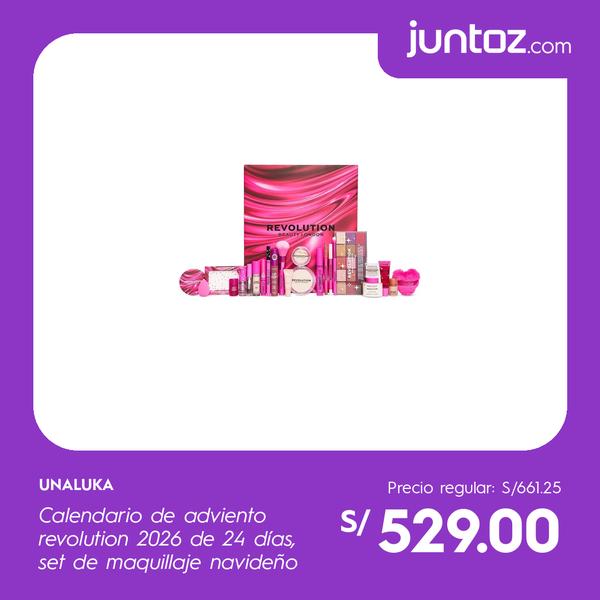 juntoz.com
REVOLUTION
BEAUTY LONDON
UNALUKA
Calendario de adviento
revolution 2026 de 24 días,
set de maquillaje navideño
Precio regular: S/661.25
S/ 529.00